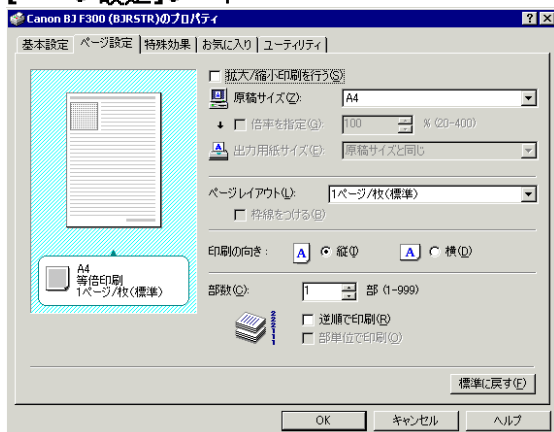 Canon BJ F300 (BJRSTR)のプロパティ
基本設定 ページ設定 特殊効果 お気に入り ユーティリティ
拡大/縮小印刷を行う(S)
原稿サイズ(Z): A4
倍率を指定(G): 100 % (20-400)
出力用紙サイズ(E): 原稿サイズと同じ
ページレイアウト(L): 1ページ/枚(標準)
枠線をつける(B)
印刷の向き: A 縦(I) A 横(D)
A4
等倍印刷
1ページ/枚(標準)
部数(C): 1 部 (1-999)
逆順で印刷(R)
部単位で印刷(O)
標準に戻す(F)
OK キャンセル ヘルプ